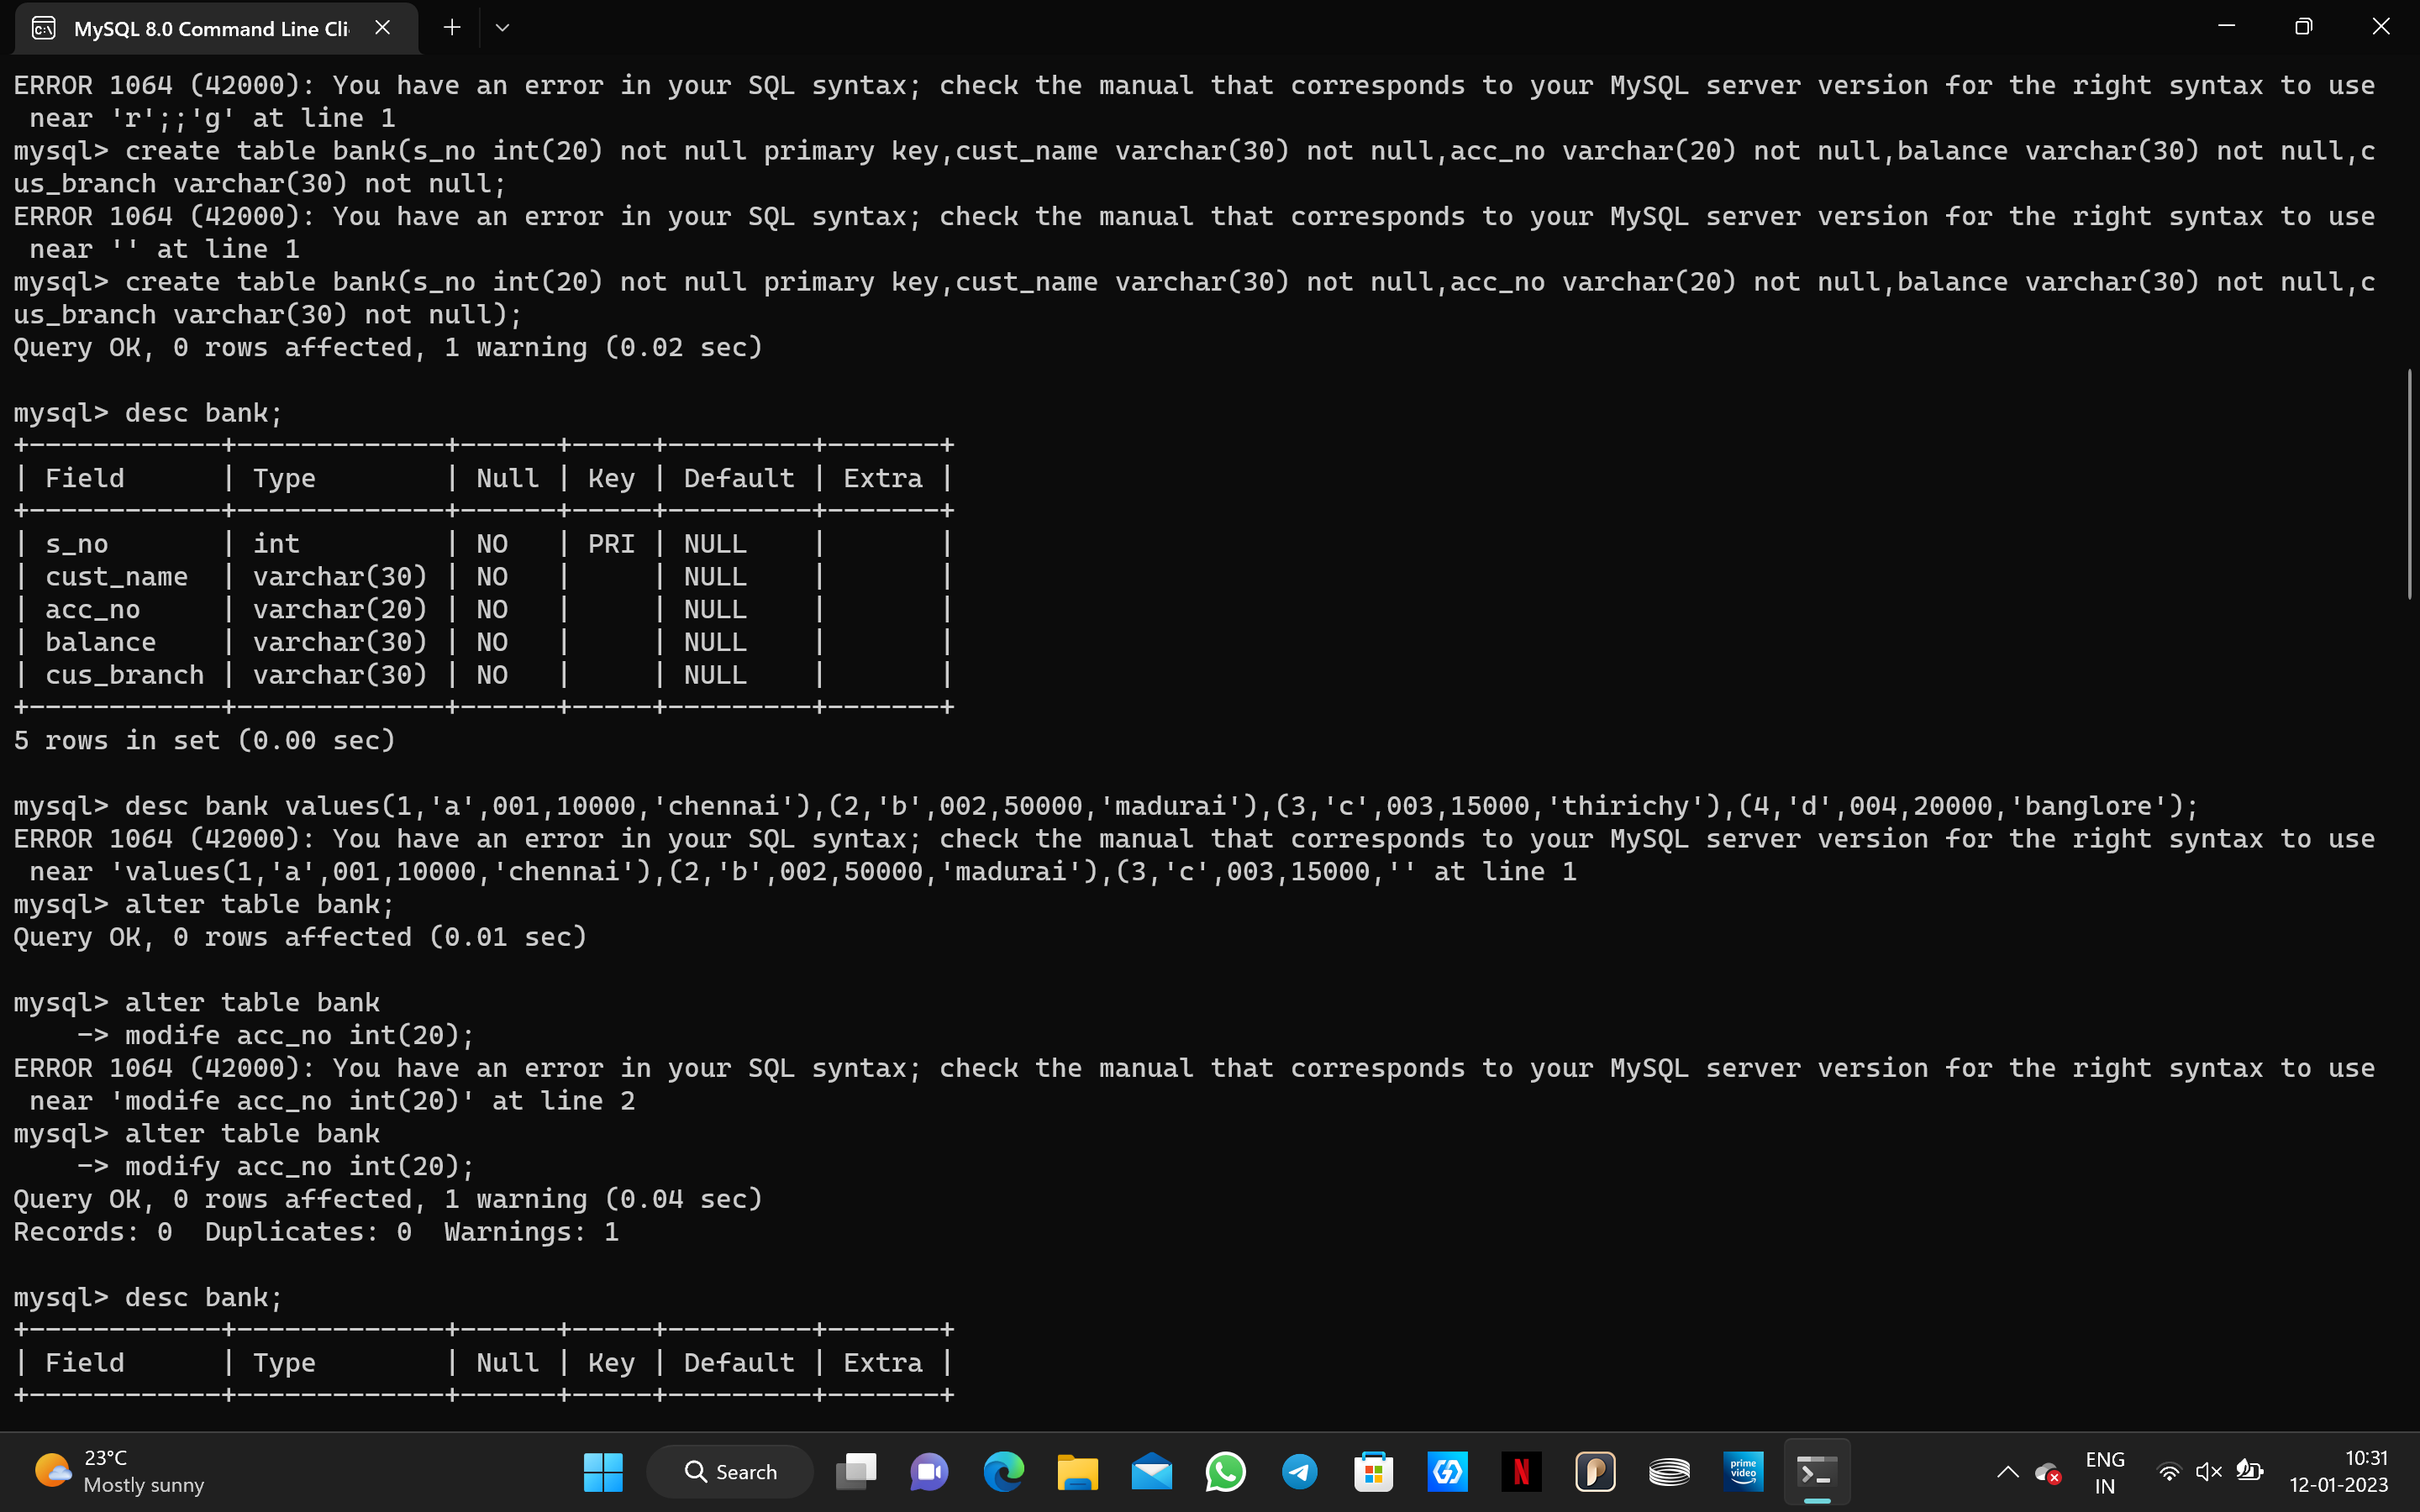 MySQL 8.0 Command Line Cli
ERROR 1064 (42000): You have an error in your SQL syntax; check the manual that corresponds to your MySQL server version for the right syntax to use
 near 'r';;'g' at line 1
mysql> create table bank(s_no int(20) not null primary key,cust_name varchar(30) not null,acc_no varchar(20) not null,balance varchar(30) not null,c
us_branch varchar(30) not null;
ERROR 1064 (42000): You have an error in your SQL syntax; check the manual that corresponds to your MySQL server version for the right syntax to use
 near '' at line 1
mysql> create table bank(s_no int(20) not null primary key,cust_name varchar(30) not null,acc_no varchar(20) not null,balance varchar(30) not null,c
us_branch varchar(30) not null);
Query OK, 0 rows affected, 1 warning (0.02 sec)
mysql> desc bank;
+------------+-------------+------+-----+---------+-------+
| Field      | Type        | Null | Key | Default | Extra |
+------------+-------------+------+-----+---------+-------+
| s_no       | int         | NO   | PRI | NULL    |       |
| cust_name  | varchar(30) | NO   |     | NULL    |       |
| acc_no     | varchar(20) | NO   |     | NULL    |       |
| balance    | varchar(30) | NO   |     | NULL    |       |
| cus_branch | varchar(30) | NO   |     | NULL    |       |
+------------+-------------+------+-----+---------+-------+
5 rows in set (0.00 sec)
mysql> desc bank values(1,'a',001,10000,'chennai'),(2,'b',002,50000,'madurai'),(3,'c',003,15000,'thirichy'),(4,'d',004,20000,'banglore');
ERROR 1064 (42000): You have an error in your SQL syntax; check the manual that corresponds to your MySQL server version for the right syntax to use
 near 'values(1,'a',001,10000,'chennai'),(2,'b',002,50000,'madurai'),(3,'c',003,15000,'' at line 1
mysql> alter table bank;
Query OK, 0 rows affected (0.01 sec)
mysql> alter table bank
    -> modife acc_no int(20);
ERROR 1064 (42000): You have an error in your SQL syntax; check the manual that corresponds to your MySQL server version for the right syntax to use
 near 'modife acc_no int(20)' at line 2
mysql> alter table bank
    -> modify acc_no int(20);
Query OK, 0 rows affected, 1 warning (0.04 sec)
Records: 0  Duplicates: 0  Warnings: 1
mysql> desc bank;
+------------+-------------+------+-----+---------+-------+
| Field      | Type        | Null | Key | Default | Extra |
+------------+-------------+------+-----+---------+-------+
23°C
Mostly sunny
Search
prime video
ENG
IN
10:31
12-01-2023